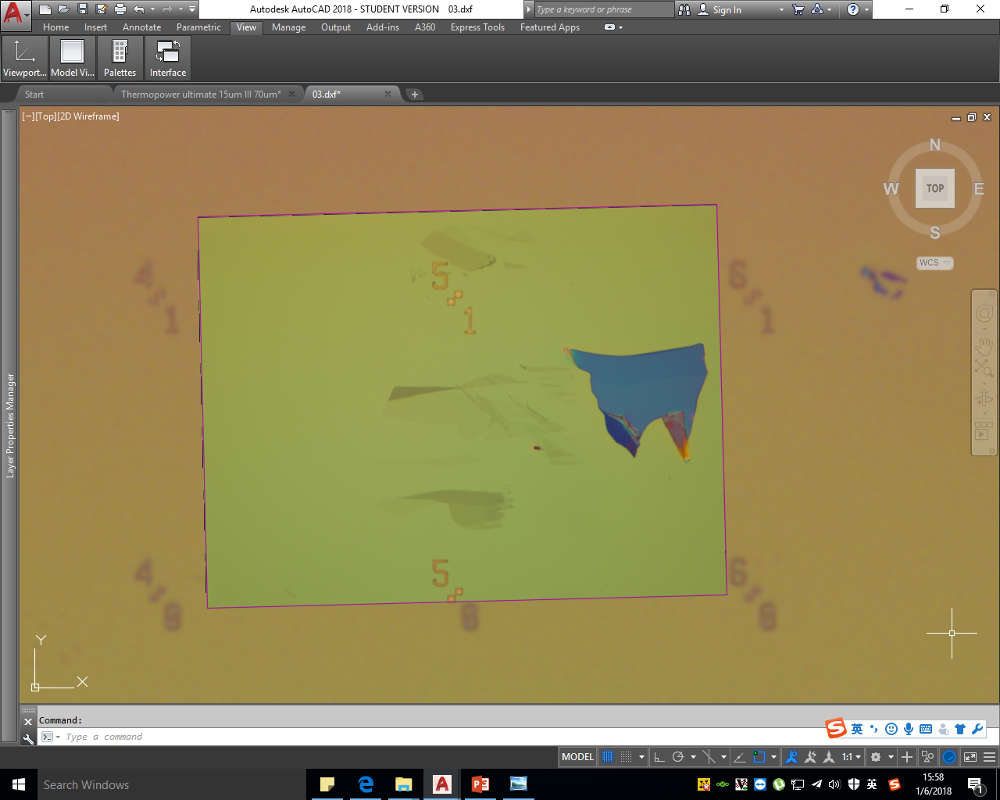 Autodesk AutoCAD 2018 - STUDENT VERSION 03.dxf
Type a keyword or phrase
Sign In
Home Insert Annotate Parametric View Manage Output Add-ins A360 Express Tools Featured Apps
Viewport... Model Vi... Palettes Interface
Start Thermopower ultimate 15um III 70um* 03.dxf*
[−][Top][2D Wireframe]
N
W TOP E
S
WCS
4 5 6
1 1 1
4 5 6
Layer Properties Manager
Y
X
Command:
Type a command
英
MODEL 1:1
Search Windows
英
15:58
1/6/2018
1